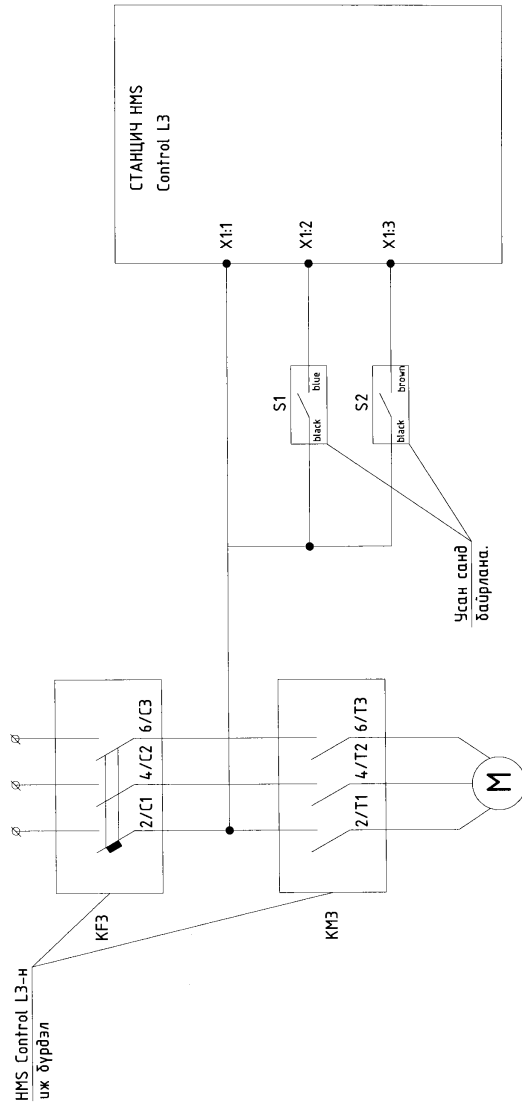 СТАНЦИЧ HMS
Control L3
X1:1
X1:2
X1:3
S1
black
blue
S2
black
brown
Усан санд
байрлана.
6/C3
4/C2
2/C1
KF3
6/T3
4/T2
2/T1
KM3
M
HMS Control L3-н
иж бүрдэл